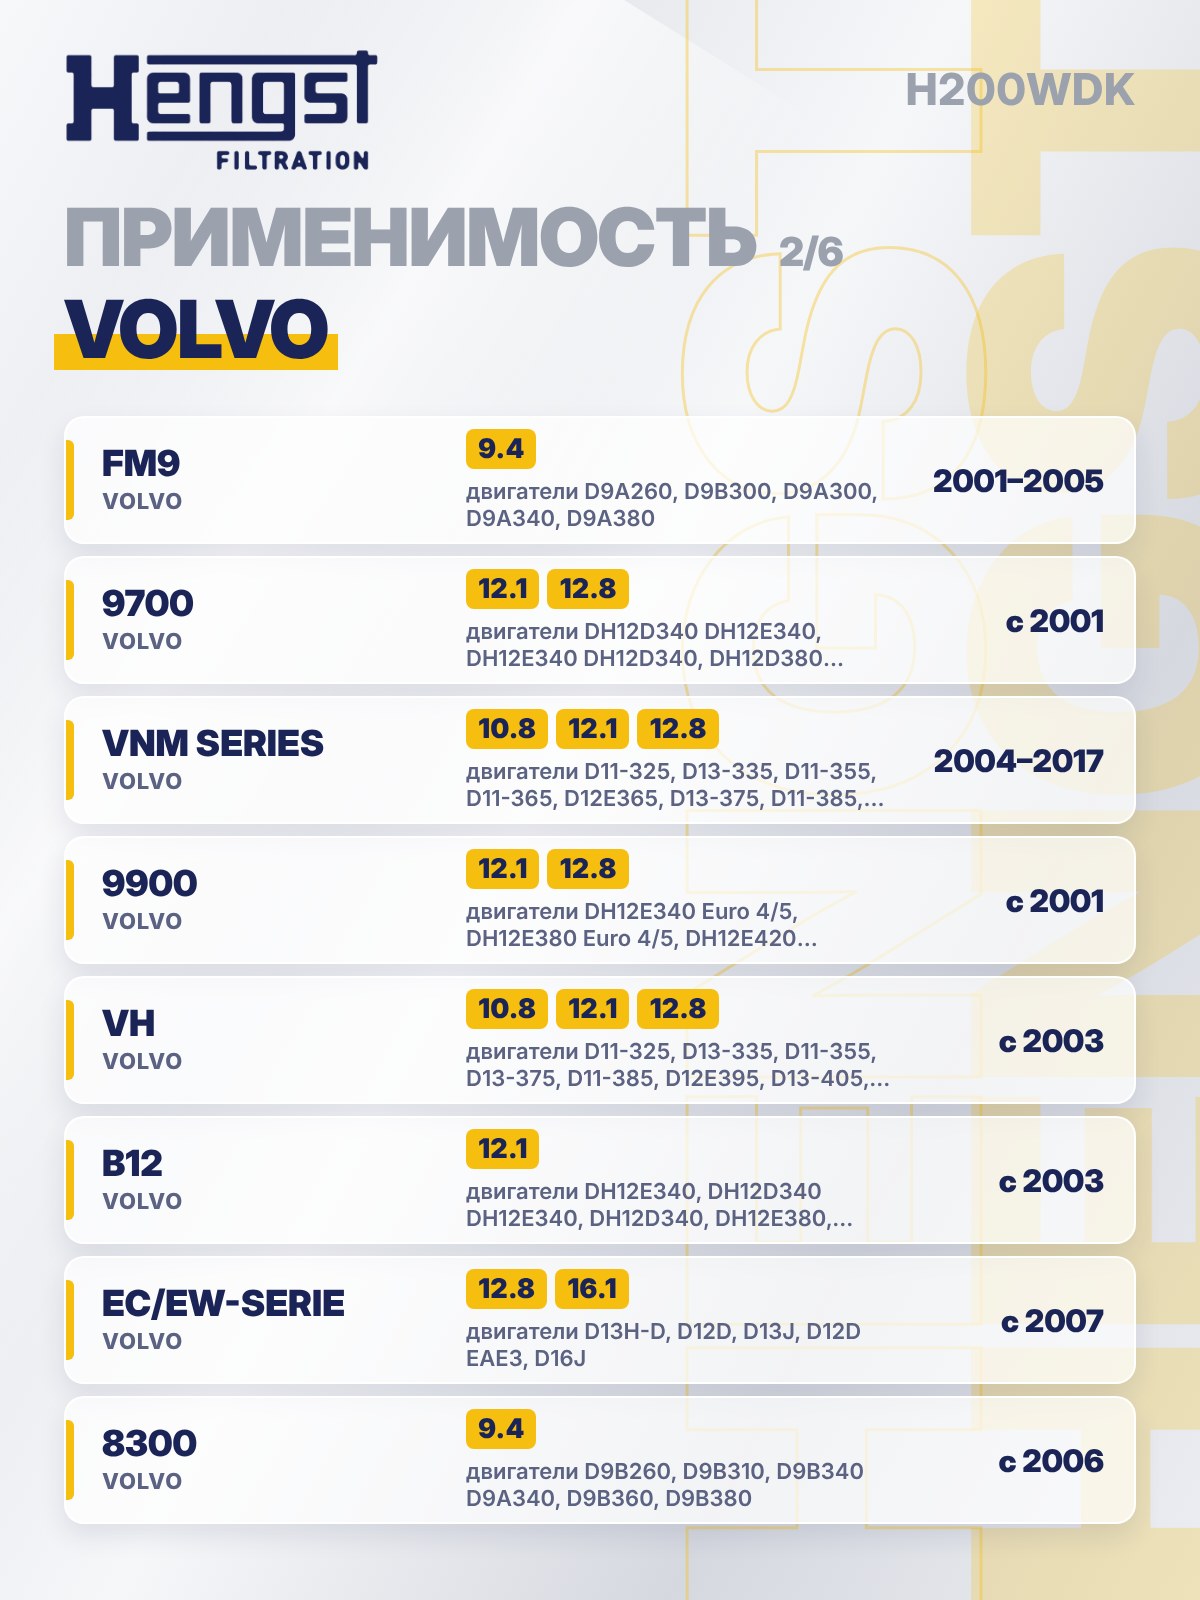 Hengst
FILTRATION
H200WDK
ПРИМЕНИМОСТЬ 2/6
VOLVO
FM9
VOLVO
9.4
двигатели D9A260, D9B300, D9A300,
D9A340, D9A380
2001–2005
9700
VOLVO
12.1 12.8
двигатели DH12D340 DH12E340,
DH12E340 DH12D340, DH12D380...
с 2001
VNM SERIES
VOLVO
10.8 12.1 12.8
двигатели D11-325, D13-335, D11-355,
D11-365, D12E365, D13-375, D11-385,...
2004–2017
9900
VOLVO
12.1 12.8
двигатели DH12E340 Euro 4/5,
DH12E380 Euro 4/5, DH12E420...
с 2001
VH
VOLVO
10.8 12.1 12.8
двигатели D11-325, D13-335, D11-355,
D13-375, D11-385, D12E395, D13-405,...
с 2003
B12
VOLVO
12.1
двигатели DH12E340, DH12D340
DH12E340, DH12D340, DH12E380,...
с 2003
EC/EW-SERIE
VOLVO
12.8 16.1
двигатели D13H-D, D12D, D13J, D12D
EAE3, D16J
с 2007
8300
VOLVO
9.4
двигатели D9B260, D9B310, D9B340
D9A340, D9B360, D9B380
с 2006
HENGST
HENGST